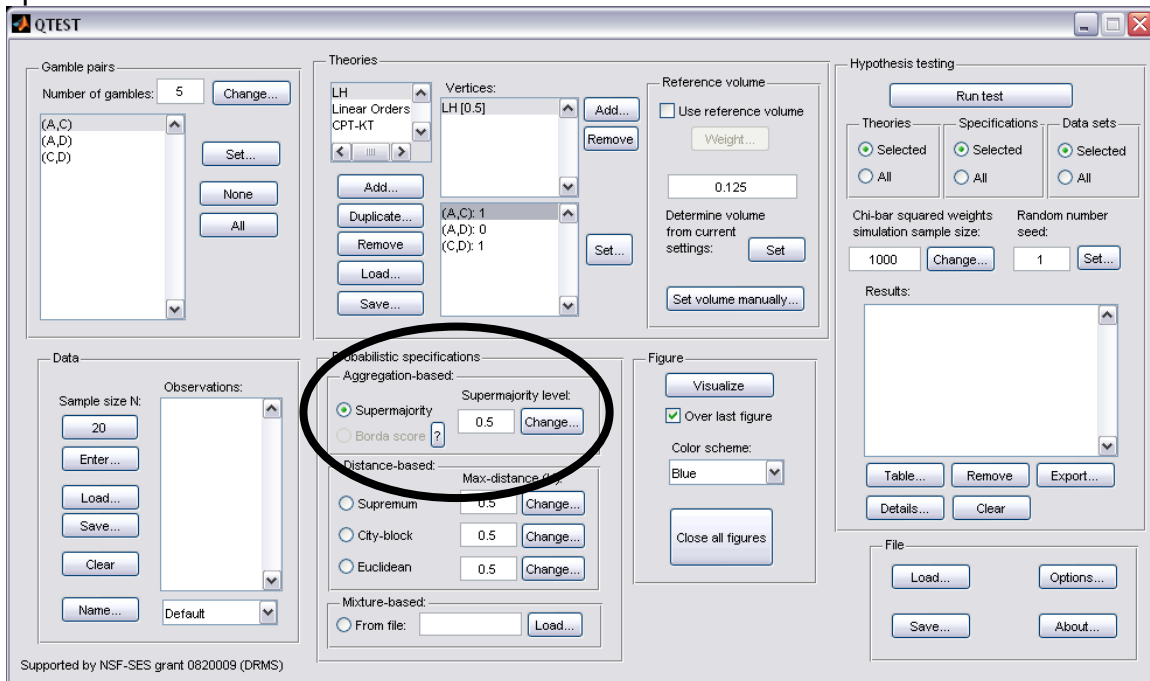 QTEST
Gamble pairs
Number of gambles: 5 Change...
(A,C)
(A,D)
(C,D)
Set...
None
All
Theories
LH
Linear Orders
CPT-KT
Add...
Duplicate...
Remove
Load...
Save...
Vertices:
LH [0.5]
Add...
Remove
(A,C): 1
(A,D): 0
(C,D): 1
Set...
Reference volume
Use reference volume
Weight...
0.125
Determine volume
from current
settings: Set
Set volume manually...
Hypothesis testing
Run test
Theories
Selected
All
Specifications
Selected
All
Data sets
Selected
All
Chi-bar squared weights
simulation sample size:
1000 Change...
Random number
seed:
1 Set...
Results:
Table... Remove Export...
Details... Clear
Data
Sample size N:
20
Enter...
Load...
Save...
Clear
Name...
Observations:
Default
Probabilistic specifications
Aggregation-based:
Supermajority level:
Supermajority 0.5 Change...
Borda score ?
Distance-based:
Max-distance
Supremum 0.5 Change...
City-block 0.5 Change...
Euclidean 0.5 Change...
Mixture-based:
From file: Load...
Figure
Visualize
Over last figure
Color scheme:
Blue
Close all figures
File
Load... Options...
Save... About...
Supported by NSF-SES grant 0820009 (DRMS)